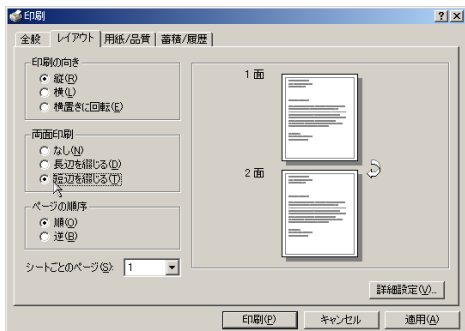 印刷
全般 レイアウト 用紙/品質 蓄積/履歴
印刷の向き
縦(R)
横(L)
横置きに回転(E)
両面印刷
なし(N)
長辺を綴じる(D)
短辺を綴じる(T)
ページの順序
順(O)
逆(B)
シートごとのページ(S): 1
1 面
2 面
詳細設定(V)...
印刷(P) キャンセル 適用(A)